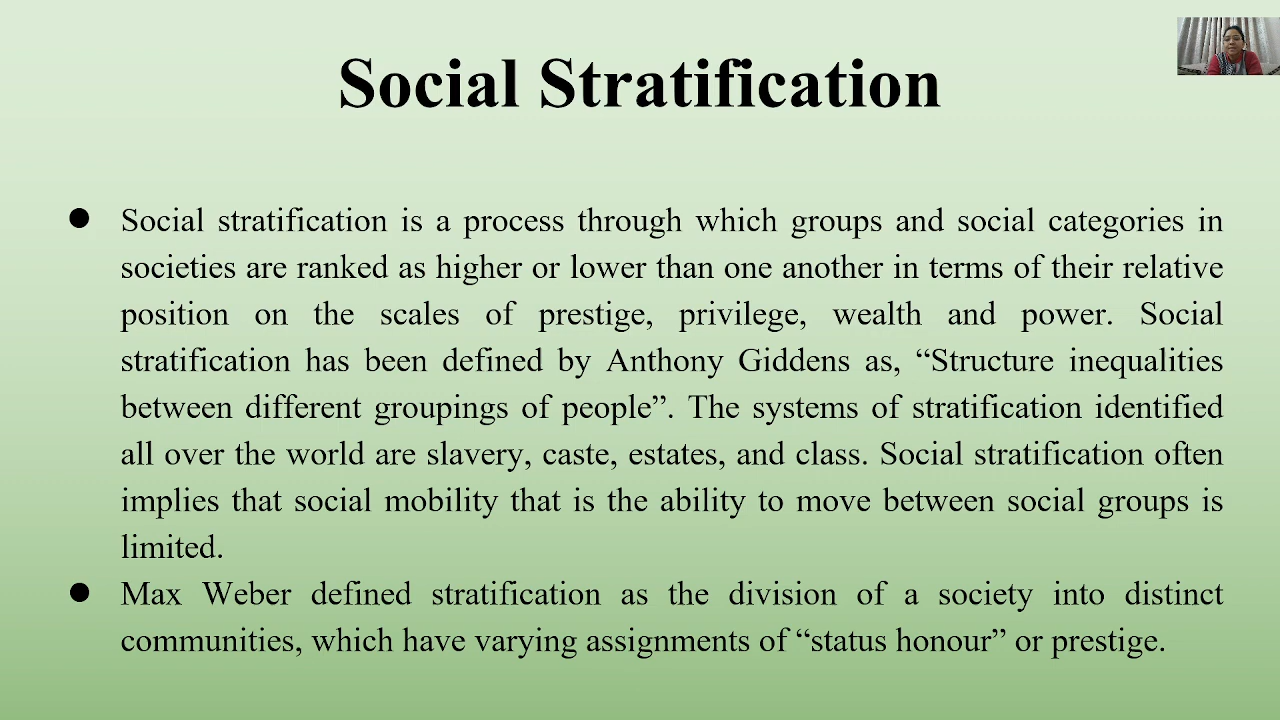 Social Stratification
● Social stratification is a process through which groups and social categories in
societies are ranked as higher or lower than one another in terms of their relative
position on the scales of prestige, privilege, wealth and power. Social
stratification has been defined by Anthony Giddens as, “Structure inequalities
between different groupings of people”. The systems of stratification identified
all over the world are slavery, caste, estates, and class. Social stratification often
implies that social mobility that is the ability to move between social groups is
limited.
● Max Weber defined stratification as the division of a society into distinct
communities, which have varying assignments of “status honour” or prestige.